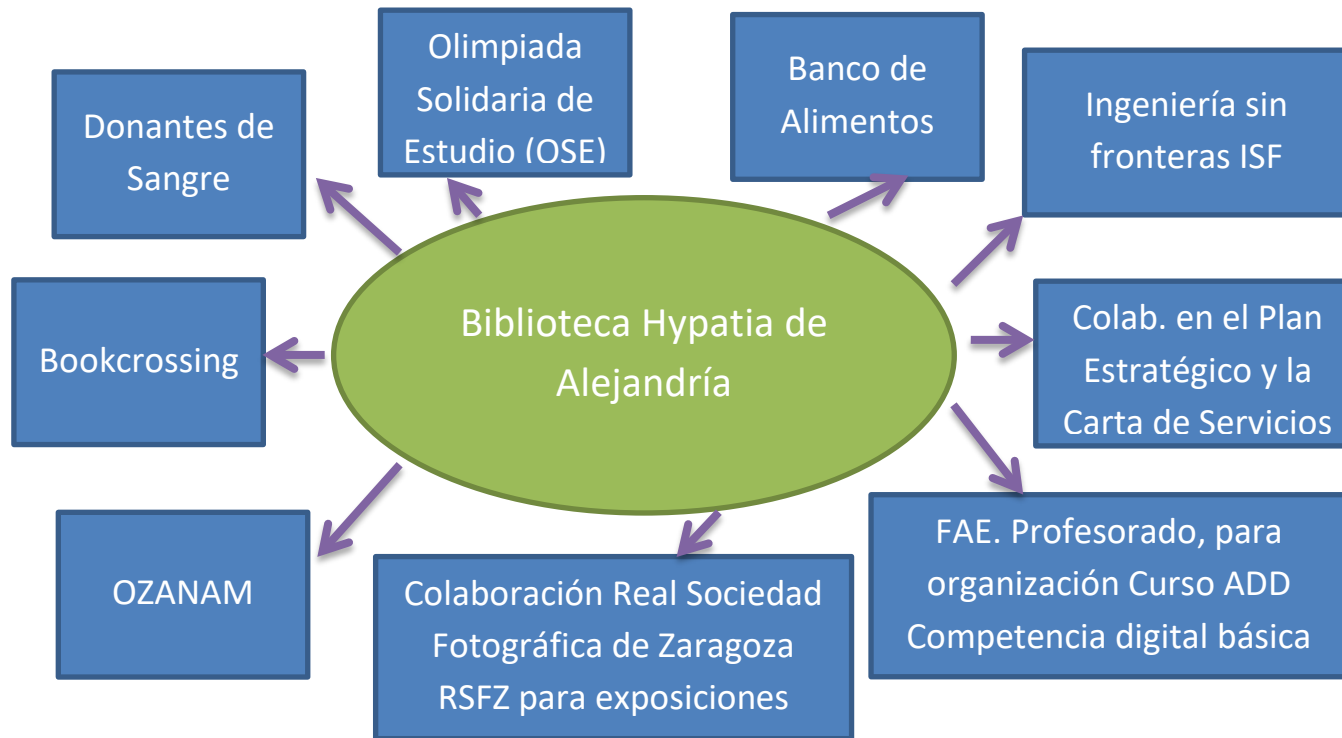 Olimpiada
Solidaria de
Estudio (OSE)
Banco de
Alimentos
Donantes de
Sangre
Ingeniería sin
fronteras ISF
Biblioteca Hypatia de
Alejandría
Bookcrossing
Colab. en el Plan
Estratégico y la
Carta de Servicios
OZANAM
Colaboración Real Sociedad
Fotográfica de Zaragoza
RSFZ para exposiciones
FAE. Profesorado, para
organización Curso ADD
Competencia digital básica